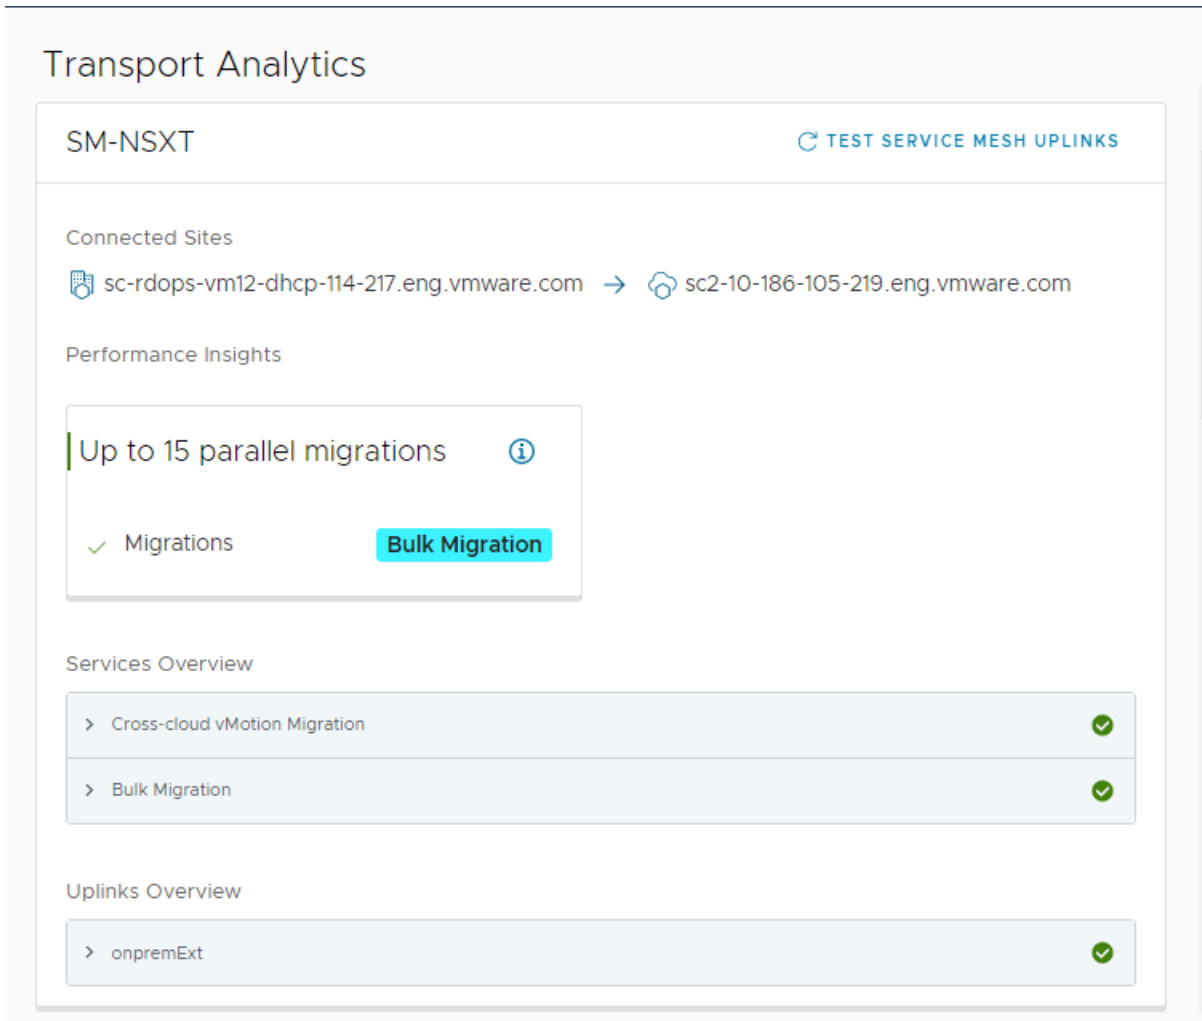 Transport Analytics
SM-NSXT
TEST SERVICE MESH UPLINKS
Connected Sites
sc-rdops-vm12-dhcp-114-217.eng.vmware.com → sc2-10-186-105-219.eng.vmware.com
Performance Insights
Up to 15 parallel migrations
Migrations Bulk Migration
Services Overview
Cross-cloud vMotion Migration
Bulk Migration
Uplinks Overview
onpremExt